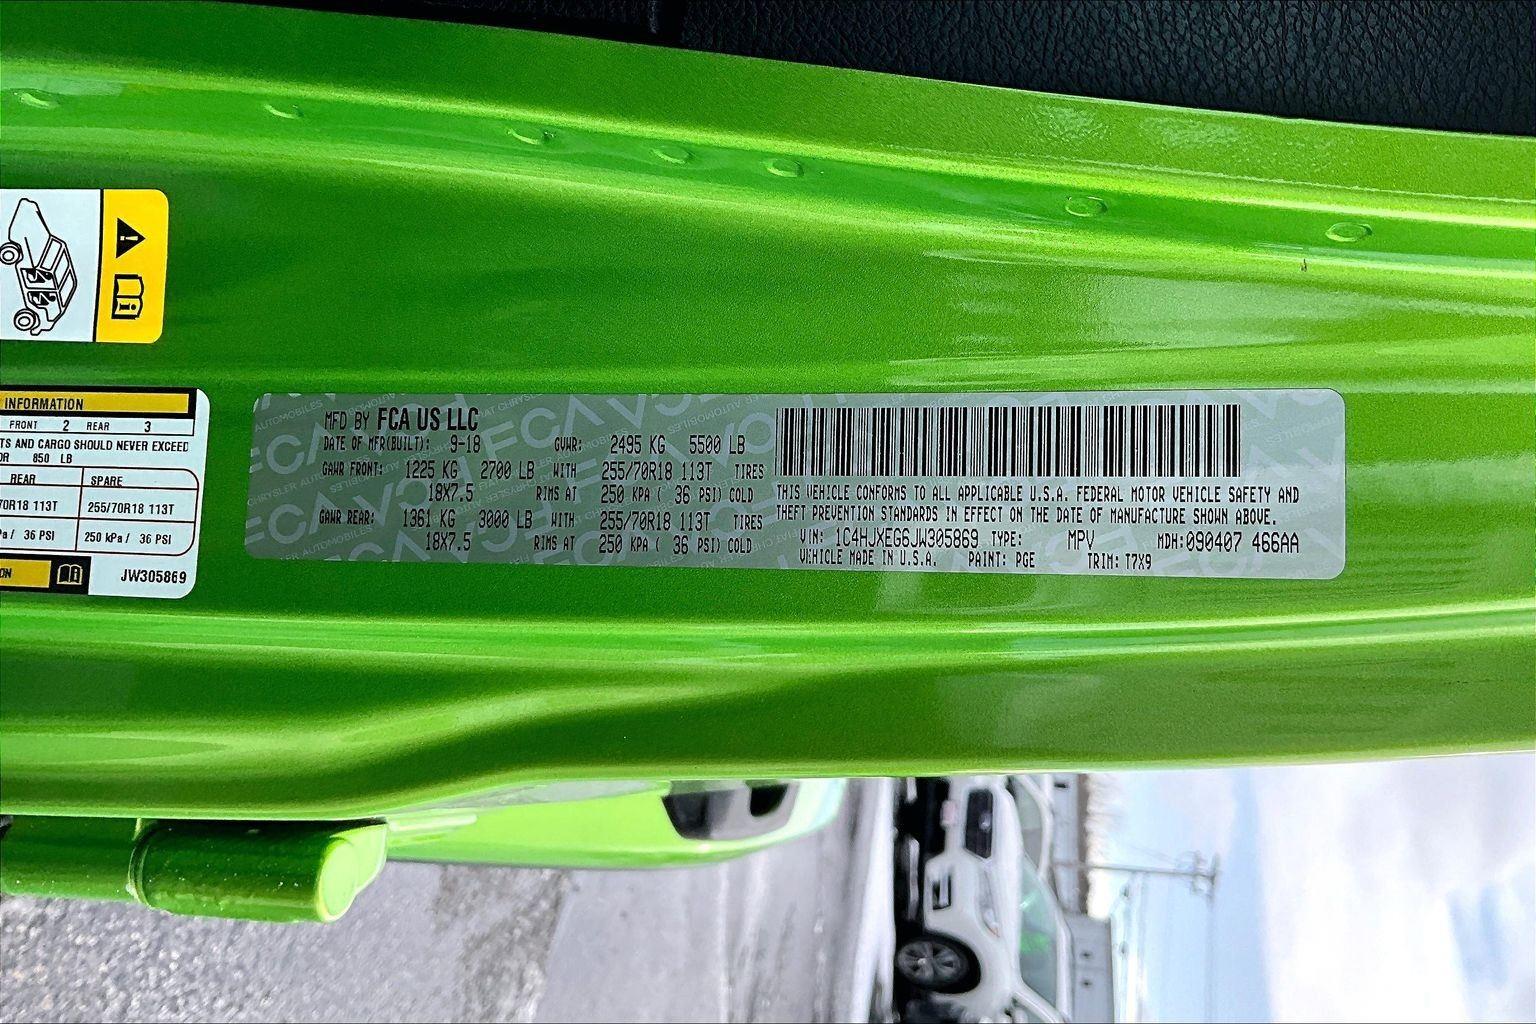 INFORMATION
FRONT 2 REAR 3
TS AND CARGO SHOULD NEVER EXCEED
OR 850 LB
REAR SPARE
70R18 113T 255/70R18 113T
Pa / 36 PSI 250 kPa / 36 PSI
ON JW305869
MFD BY FCA US LLC
DATE OF MFR(BUILT): 9-18 GVWR: 2495 KG 5500 LB
GAWR FRONT: 1225 KG 2700 LB WITH 255/70R18 113T TIRES
18X7.5 RIMS AT 250 KPA ( 36 PSI) COLD
GAWR REAR: 1361 KG 3000 LB WITH 255/70R18 113T TIRES
18X7.5 RIMS AT 250 KPA ( 36 PSI) COLD
THIS VEHICLE CONFORMS TO ALL APPLICABLE U.S.A. FEDERAL MOTOR VEHICLE SAFETY AND
THEFT PREVENTION STANDARDS IN EFFECT ON THE DATE OF MANUFACTURE SHOWN ABOVE.
VIN: 1C4HJXEG6JW305869 TYPE: MPV MDH: 090407 466AA
VEHICLE MADE IN U.S.A. PAINT: PGE TRIM: T7X9